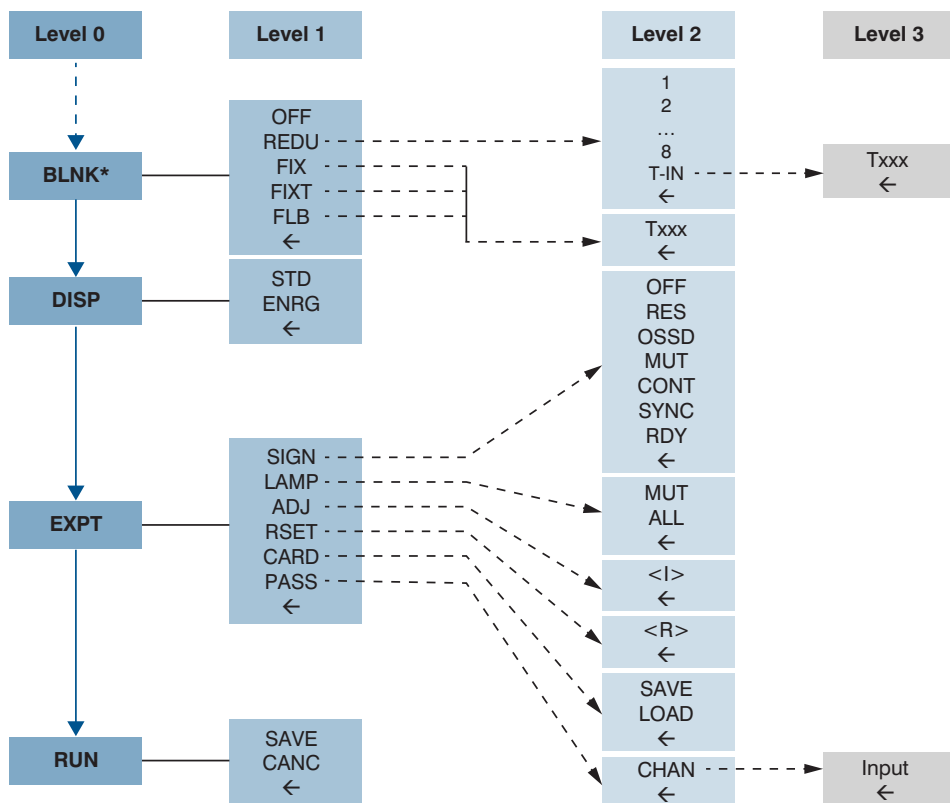 Level 0
Level 1
Level 2
Level 3
BLNK*
OFF
REDU
FIX
FIXT
FLB
←
1
2
...
8
T-IN
←
Txxx
←
Txxx
←
DISP
STD
ENRG
←
OFF
RES
OSSD
MUT
CONT
SYNC
RDY
←
EXPT
SIGN
LAMP
ADJ
RSET
CARD
PASS
←
MUT
ALL
←
<I>
←
<R>
←
SAVE
LOAD
←
RUN
SAVE
CANC
←
CHAN
←
Input
←